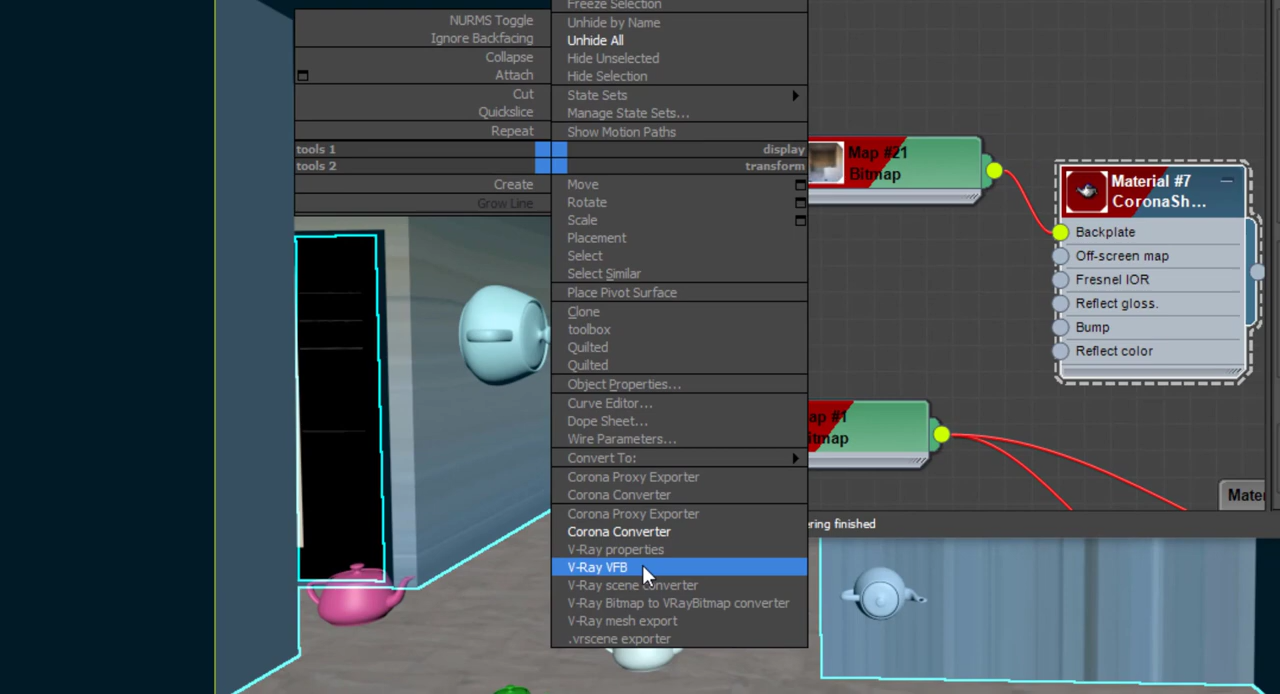 NURMS Toggle
Ignore Backfacing
Collapse
Attach
Cut
Quickslice
Repeat
tools 1
tools 2
Create
Grow Line
Freeze Selection
Unhide by Name
Unhide All
Hide Unselected
Hide Selection
State Sets
Manage State Sets...
Show Motion Paths
display
transform
Move
Rotate
Scale
Placement
Select
Select Similar
Place Pivot Surface
Clone
toolbox
Quilted
Quilted
Object Properties...
Curve Editor...
Dope Sheet...
Wire Parameters...
Convert To:
Corona Proxy Exporter
Corona Converter
Corona Proxy Exporter
Corona Converter
V-Ray properties
V-Ray VFB
V-Ray scene converter
V-Ray Bitmap to VRayBitmap converter
V-Ray mesh export
.vrscene exporter
Map #21
Bitmap
Material #7
CoronaSh...
Backplate
Off-screen map
Fresnel IOR
Reflect gloss.
Bump
Reflect color
ap #1
itmap
Mate
ering finished